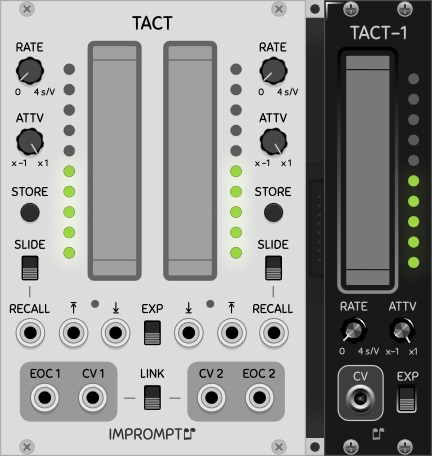 TACT
RATE
0 4 s/V
ATTV
x -1 x1
STORE
SLIDE
RECALL
RATE
0 4 s/V
ATTV
x -1 x1
STORE
SLIDE
RECALL
EXP
EOC 1 CV 1
LINK
CV 2 EOC 2
IMPROMPT
TACT-1
RATE ATTV
0 4 s/V x-1 x1
CV
EXP